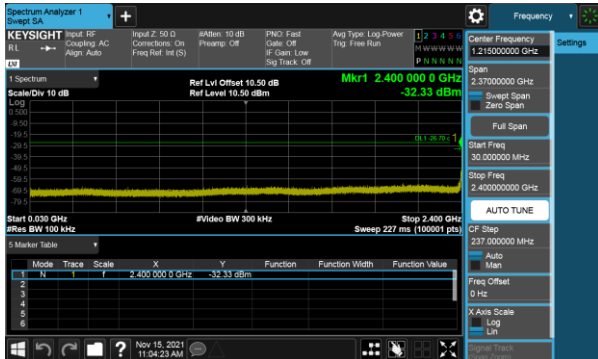 Spectrum Analyzer 1
Swept SA
Frequency
KEYSIGHT
RL
Input: RF
Coupling: AC
Align: Auto
Input Z: 50 Ω
Corrections: On
Freq Ref: Int (S)
#Atten: 10 dB
Preamp: Off
PNO: Fast
Gate: Off
IF Gain: Low
Sig Track: Off
Avg Type: Log-Power
Trig: Free Run
1 2 3 4 5 6
M W W W W W
P N N N N N
Center Frequency
1.215000000 GHz
Settings
Span
2.37000000 GHz
Swept Span
Zero Span
Full Span
Start Freq
30.000000 MHz
Stop Freq
2.400000000 GHz
AUTO TUNE
CF Step
237.000000 MHz
Auto
Man
Freq Offset
0 Hz
X Axis Scale
Log
Lin
Signal Track
(Span Zoom)
LXI
1 Spectrum
Scale/Div 10 dB
Log
Ref Lvl Offset 10.50 dB
Ref Level 10.50 dBm
Mkr1 2.400 000 0 GHz
-32.33 dBm
0.500
-9.50
-19.5
-29.5
-39.5
-49.5
-59.5
-69.5
-79.5
1
Start 0.030 GHz
#Res BW 100 kHz
#Video BW 300 kHz
Stop 2.400 GHz
Sweep 227 ms (100001 pts)
5 Marker Table
Mode Trace Scale X Y Function Function Width Function Value
1 N 1 f 2.400 000 0 GHz -32.33 dBm
2
3
4
5
6
?
Nov 15, 2021
11:04:23 AM